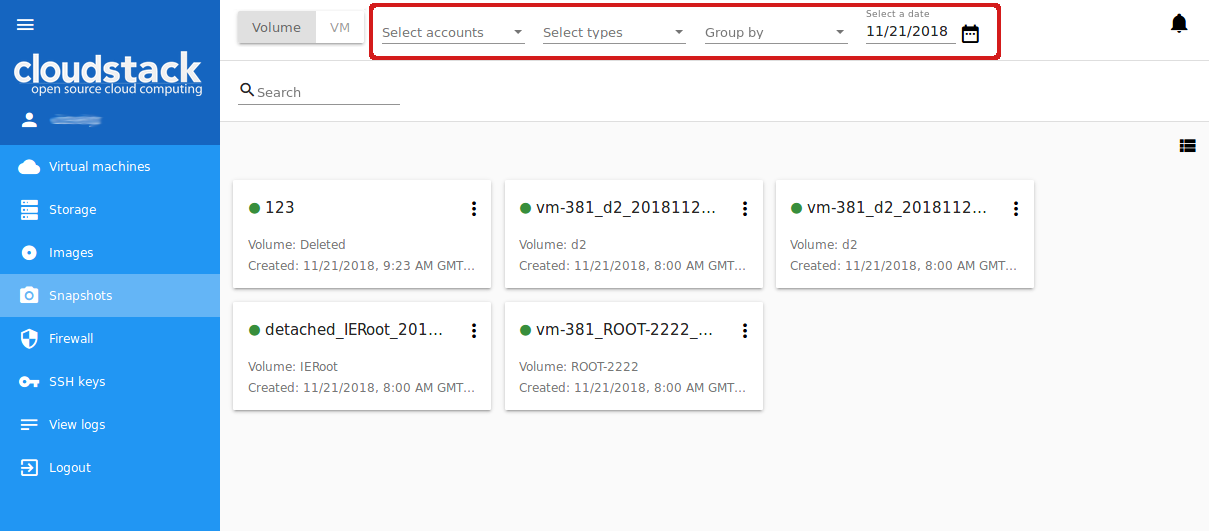 Volume VM Select accounts Select types Group by Select a date 11/21/2018
cloudstack
open source cloud computing
Search
Virtual machines
Storage
Images
Snapshots
Firewall
SSH keys
View logs
Logout
123
Volume: Deleted
Created: 11/21/2018, 9:23 AM GMT...
vm-381_d2_2018112...
Volume: d2
Created: 11/21/2018, 8:00 AM GMT...
vm-381_d2_2018112...
Volume: d2
Created: 11/21/2018, 8:00 AM GMT...
detached_IERoot_201...
Volume: IERoot
Created: 11/21/2018, 8:00 AM GMT...
vm-381_ROOT-2222_...
Volume: ROOT-2222
Created: 11/21/2018, 8:00 AM GMT...